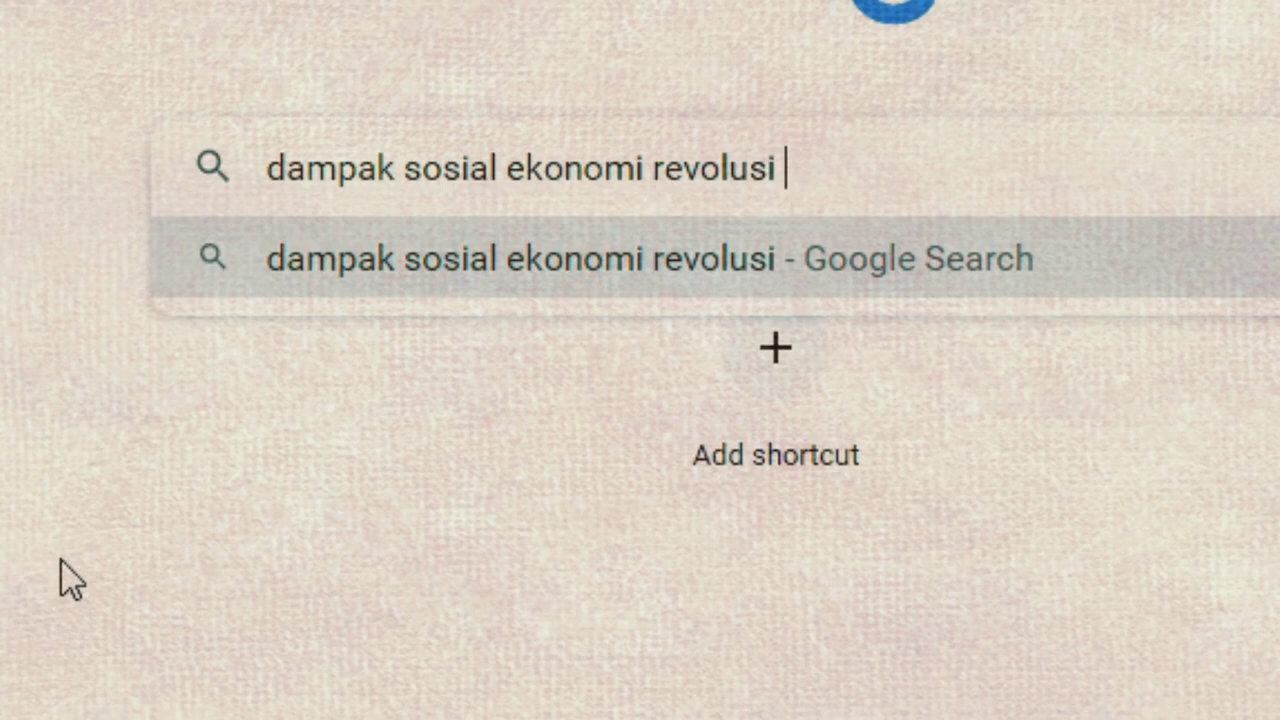 dampak sosial ekonomi revolusi
dampak sosial ekonomi revolusi - Google Search
Add shortcut